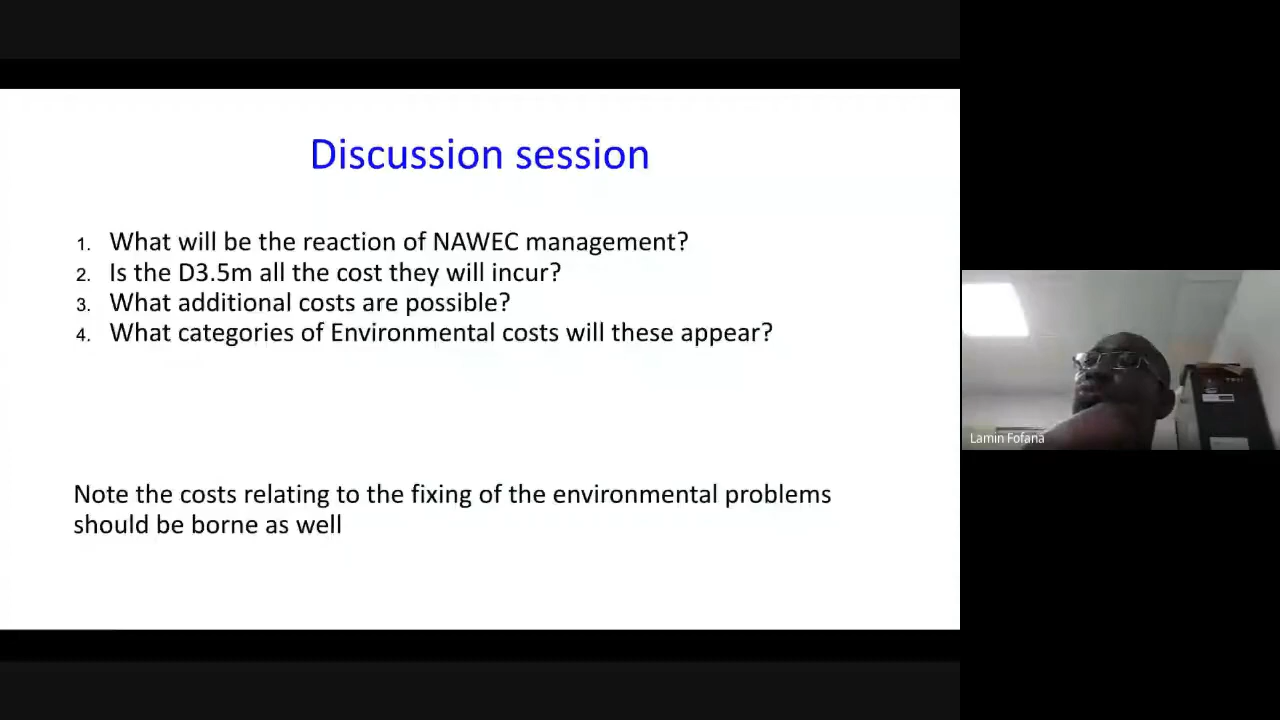 Discussion session
1. What will be the reaction of NAWEC management?
2. Is the D3.5m all the cost they will incur?
3. What additional costs are possible?
4. What categories of Environmental costs will these appear?
Note the costs relating to the fixing of the environmental problems
should be borne as well
Lamin Fofana